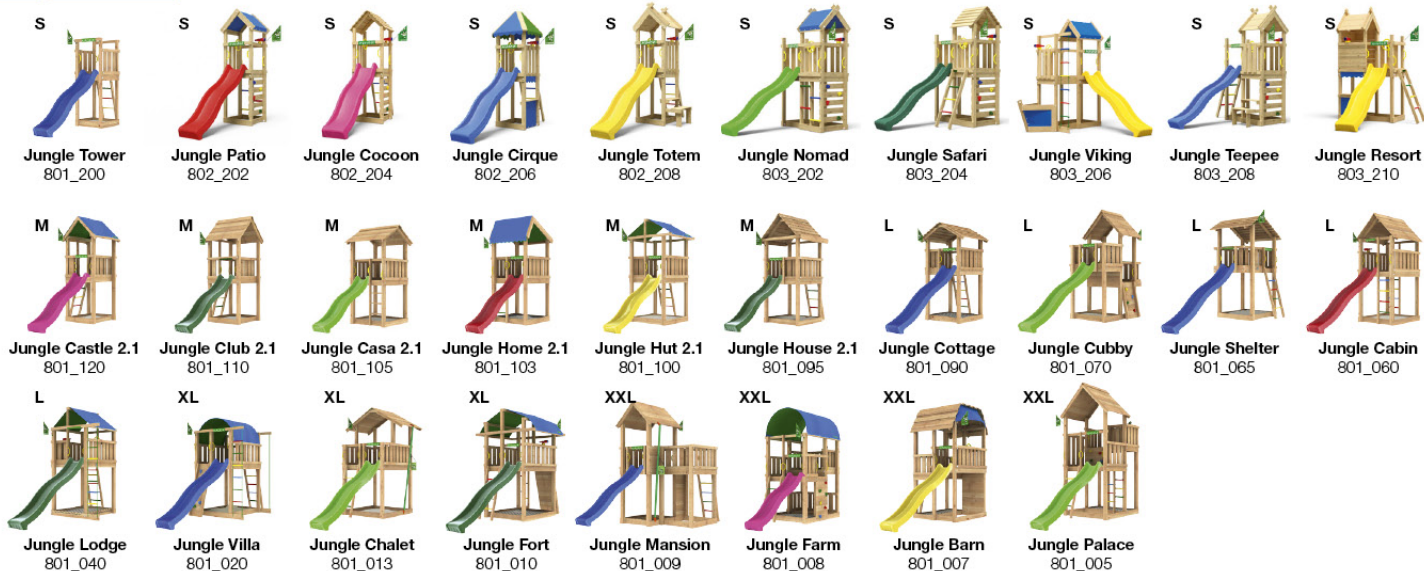 S S S S S S S S S S
Jungle Tower Jungle Patio Jungle Cocoon Jungle Cirque Jungle Totem Jungle Nomad Jungle Safari Jungle Viking Jungle Teepee Jungle Resort
801_200 802_202 802_204 802_206 802_208 803_202 803_204 803_206 803_208 803_210
M M M M M M L L L L
Jungle Castle 2.1 Jungle Club 2.1 Jungle Casa 2.1 Jungle Home 2.1 Jungle Hut 2.1 Jungle House 2.1 Jungle Cottage Jungle Cubby Jungle Shelter Jungle Cabin
801_120 801_110 801_105 801_103 801_100 801_095 801_090 801_070 801_065 801_060
L XL XL XL XXL XXL XXL XXL
Jungle Lodge Jungle Villa Jungle Chalet Jungle Fort Jungle Mansion Jungle Farm Jungle Barn Jungle Palace
801_040 801_020 801_013 801_010 801_009 801_008 801_007 801_005